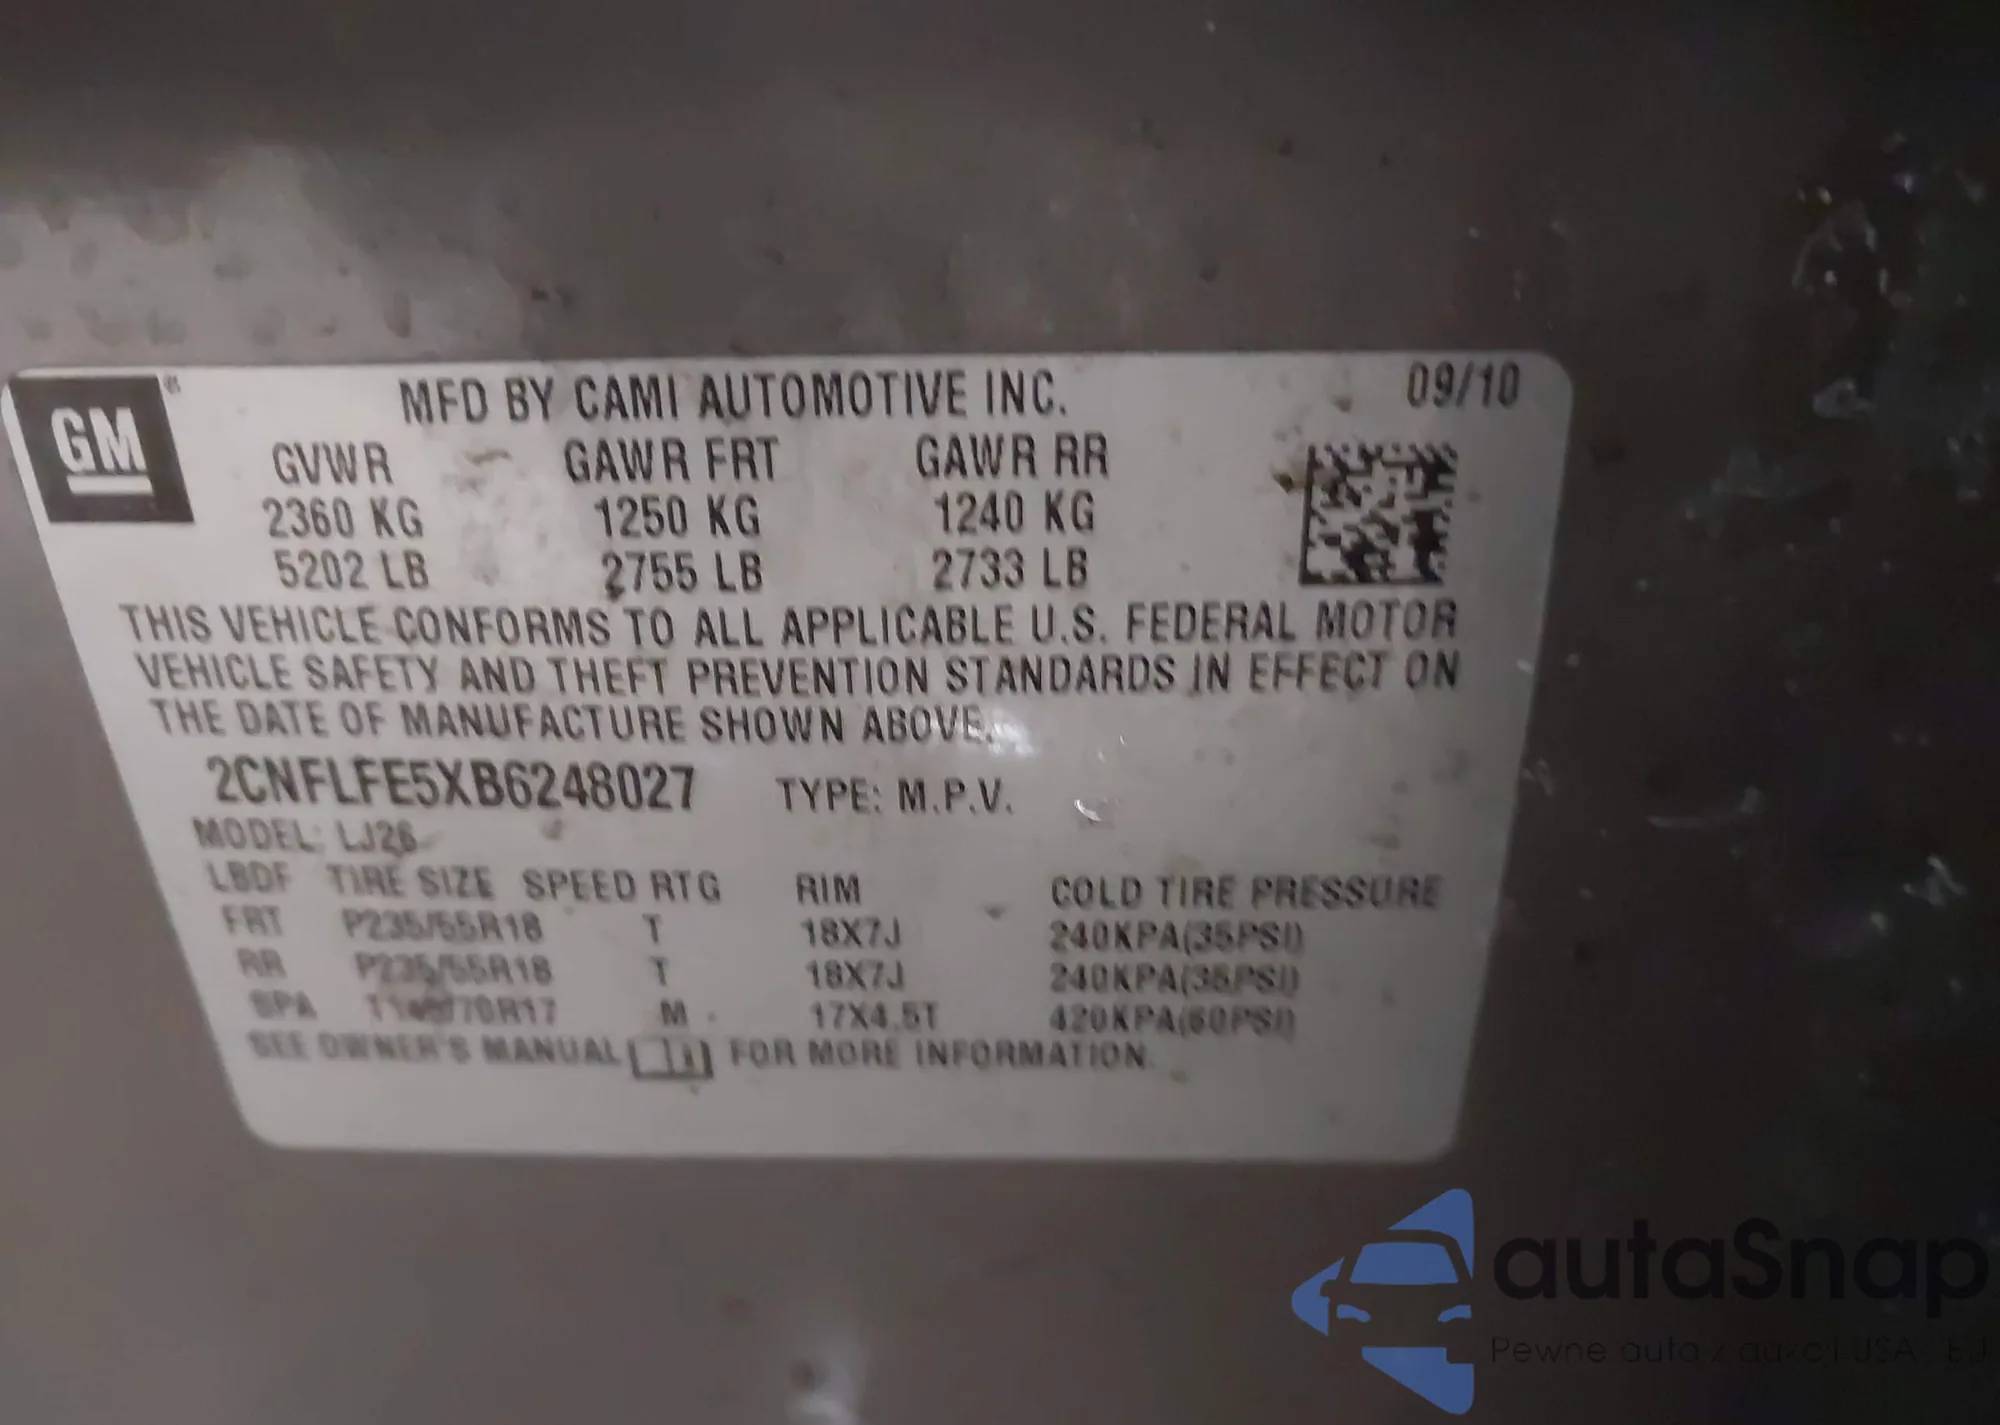 GM ®
MFD BY CAMI AUTOMOTIVE INC. 09/10
GVWR GAWR FRT GAWR RR
2360 KG 1250 KG 1240 KG
5202 LB 2755 LB 2733 LB
THIS VEHICLE CONFORMS TO ALL APPLICABLE U.S. FEDERAL MOTOR
VEHICLE SAFETY AND THEFT PREVENTION STANDARDS IN EFFECT ON
THE DATE OF MANUFACTURE SHOWN ABOVE.
2CNFLFE5XB6248027 TYPE: M.P.V.
MODEL: LJ26
LBDF TIRE SIZE SPEED RTG RIM COLD TIRE PRESSURE
FRT P235/55R18 T 18X7J 240KPA(35PSI)
RR P235/55R18 T 18X7J 240KPA(35PSI)
SPA M 17X4.5T 420KPA(60PSI)
SEE OWNER'S MANUAL FOR MORE INFORMATION.
autaSnap
Pewne auta z aukcji USA